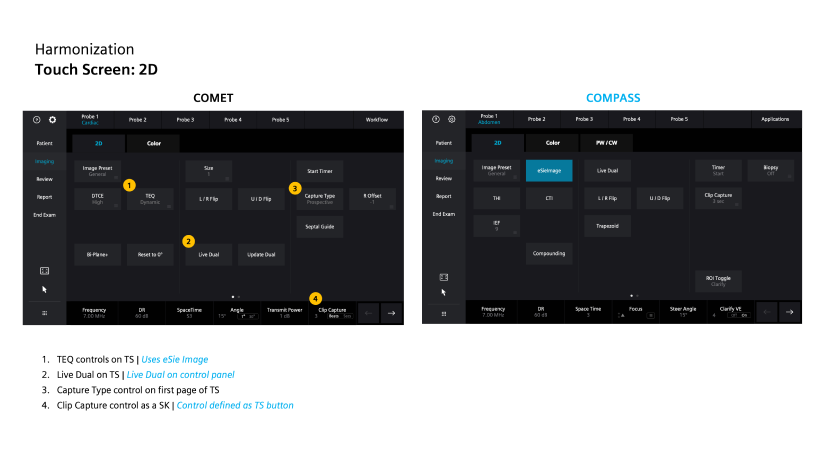 Harmonization
Touch Screen: 2D
COMET
COMPASS
Probe 1
Cardiac
Probe 2
Probe 3
Probe 4
Probe 5
Workflow
Patient
Imaging
Review
Report
End Exam
2D
Color
Image Preset
General
Size
1
Start Timer
1
DTCE
High
TEQ
Dynamic
L / R Flip
U / D Flip
3
Capture Type
Prospective
R Offset
-1
Septal Guide
2
Bi-Plane+
Reset to 0°
Live Dual
Update Dual
4
Frequency
7.00 MHz
DR
60 dB
SpaceTime
S3
Angle
15°
Transmit Power
1 dB
Clip Capture
3 Beats
Probe 1
Abdomen
Probe 2
Probe 3
Probe 4
Probe 5
Applications
Patient
Imaging
Review
Report
End Exam
2D
Color
PW / CW
Image Preset
General
eSieImage
Live Dual
Timer
Start
Biopsy
Off
THI
CTI
L / R Flip
U / D Flip
Clip Capture
3 sec
IEF
9
Trapezoid
Compounding
ROI Toggle
Clarify
Frequency
7.00 MHz
DR
60 dB
Space Time
3
Focus
Steer Angle
15°
Clarify VE
4 Off On
1. TEQ controls on TS | Uses eSie Image
2. Live Dual on TS | Live Dual on control panel
3. Capture Type control on first page of TS
4. Clip Capture control as a SK | Control defined as TS button